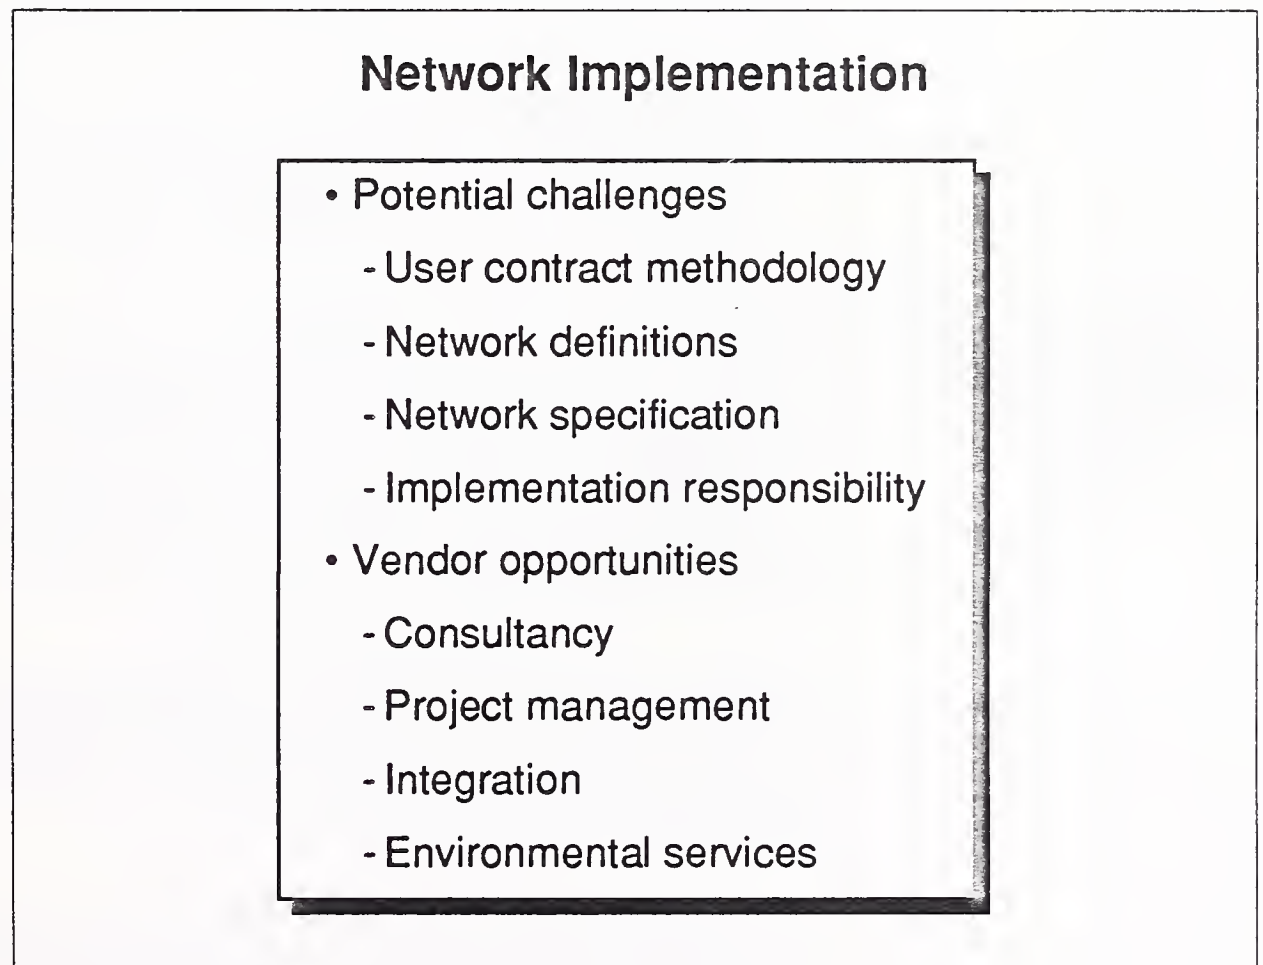 Network Implementation
• Potential challenges
- User contract methodology
- Network definitions
- Network specification
- Implementation responsibility
• Vendor opportunities
- Consultancy
- Project management
- Integration
- Environmental services